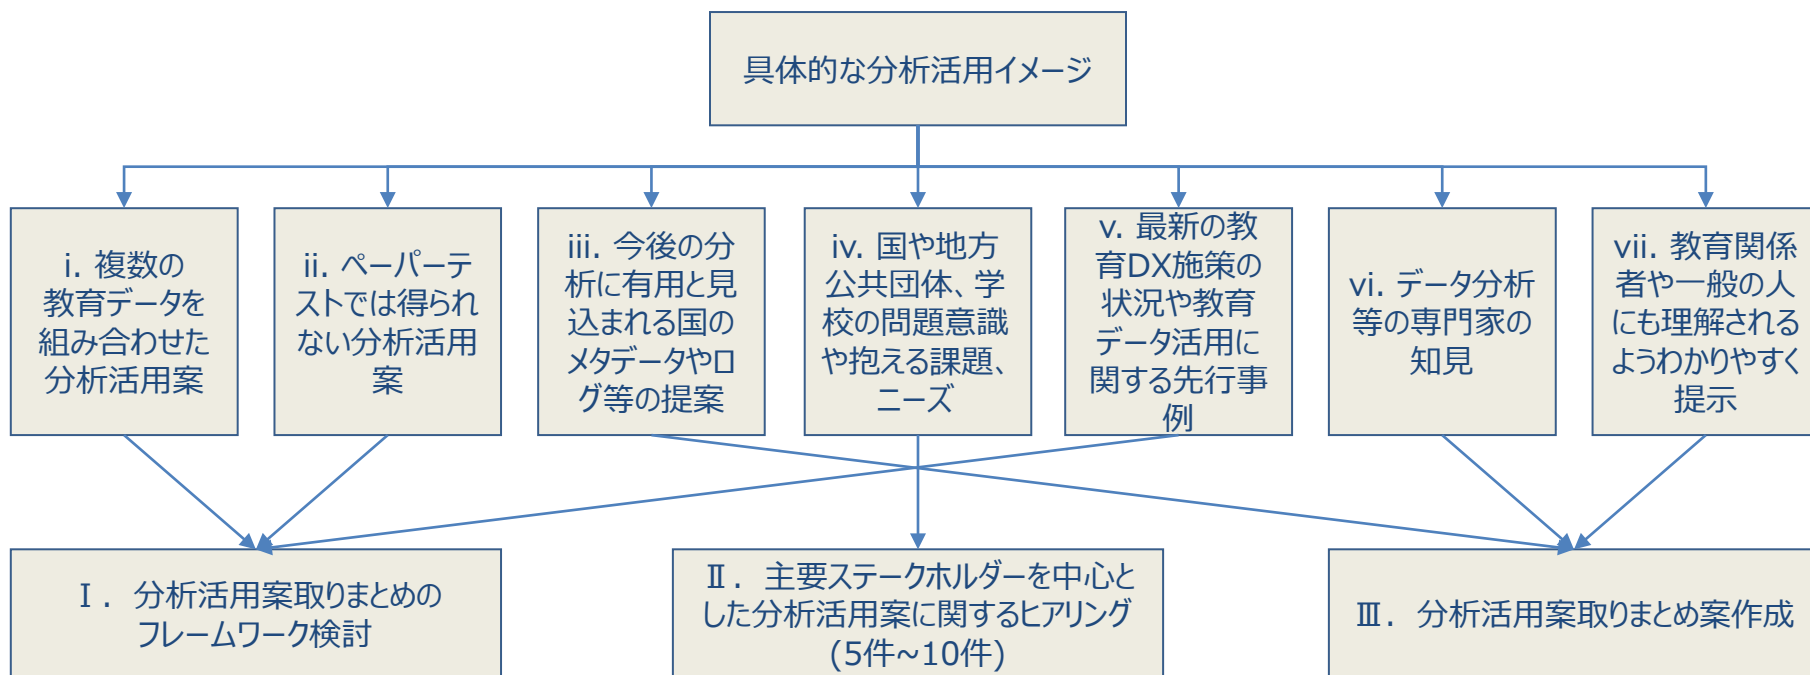 具体的な分析活用イメージ
i. 複数の
教育データを
組み合わせた
分析活用案
ii. ペーパーテ
ストでは得られ
ない分析活用
案
iii. 今後の分
析に有用と見
込まれる国の
メタデータやロ
グ等の提案
iv. 国や地方
公共団体、学
校の問題意識
や抱える課題、
ニーズ
v. 最新の教
育DX施策の
状況や教育
データ活用に
関する先行事
例
vi. データ分析
等の専門家の
知見
vii. 教育関係
者や一般の人
にも理解される
ようわかりやすく
提示
Ⅰ. 分析活用案取りまとめの
フレームワーク検討
Ⅱ. 主要ステークホルダーを中心と
した分析活用案に関するヒアリング
(5件~10件)
Ⅲ. 分析活用案取りまとめ案作成